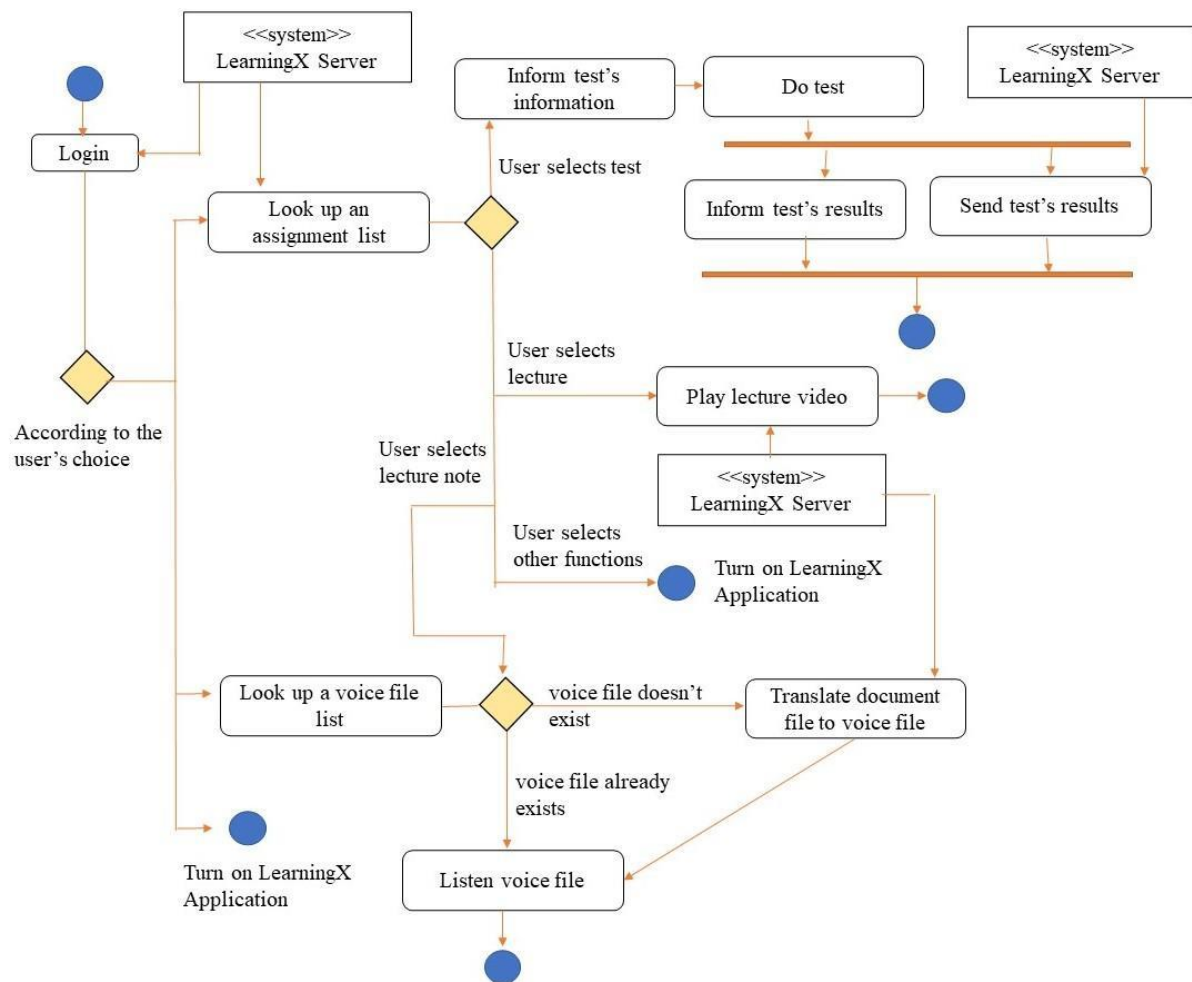 <<system>>
LearningX Server
<<system>>
LearningX Server
Inform test's
information
Do test
Login
User selects test
Look up an
assignment list
Inform test's results
Send test's results
User selects
lecture
Play lecture video
According to the
user's choice
User selects
lecture note
<<system>>
LearningX Server
User selects
other functions
Turn on LearningX
Application
Look up a voice file
list
voice file doesn't
exist
Translate document
file to voice file
voice file already
exists
Turn on LearningX
Application
Listen voice file